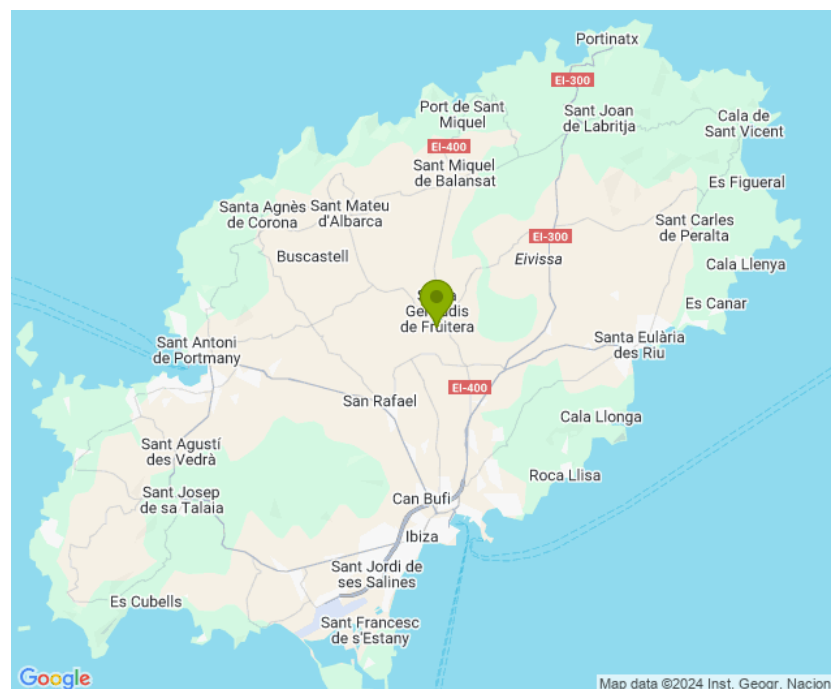 Portinatx
EI-300
Port de Sant
Miquel
Sant Joan
de Labritja
Cala de
Sant Vicent
EI-400
Sant Miquel
de Balansat
Es Figueral
Santa Agnès
de Corona
Sant Mateu
d'Albarca
Sant Carles
de Peralta
EI-300
Buscastell
Eivissa
Cala Llenya
Es Canar
de Fruitera
Sant Antoni
de Portmany
Santa Eulària
des Riu
EI-400
San Rafael
Cala Llonga
Sant Agustí
des Vedrà
Roca Llisa
Sant Josep
de sa Talaia
Can Bufi
Ibiza
Sant Jordi de
ses Salines
Es Cubells
Sant Francesc
de s'Estany
Google
Map data ©2024 Inst. Geogr. Nacion